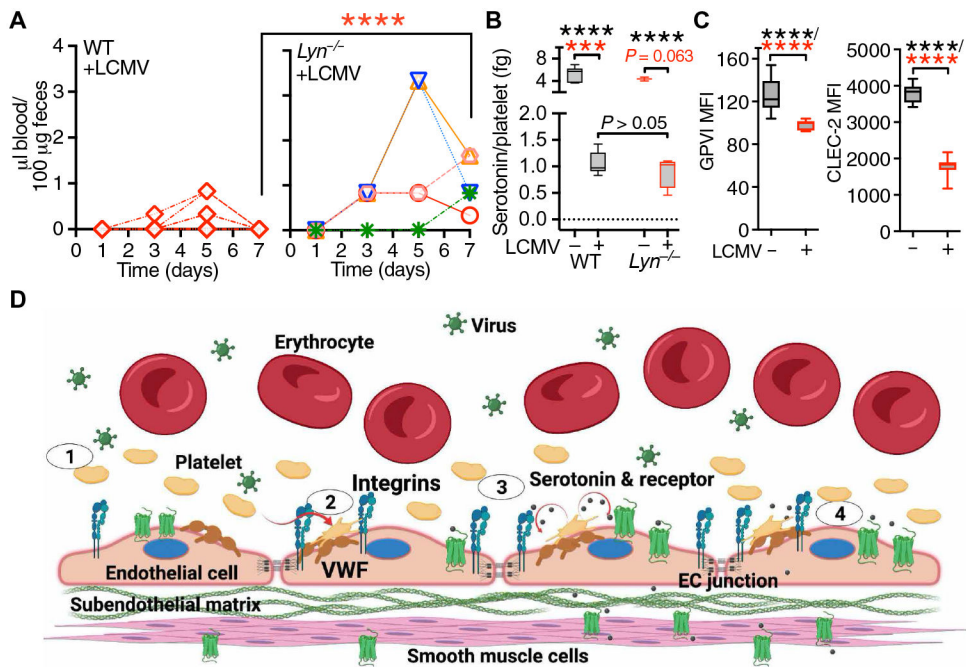 A
****
WT
+LCMV
Lyn⁻/⁻
+LCMV
µl blood/
100 µg feces
4
3
2
1
0
0 1 2 3 4 5 6 7
Time (days)
0 1 2 3 4 5 6 7
Time (days)
B
****
***
****
P = 0.063
P > 0.05
Serotonin/platelet (fg)
8
4
2.0
1.5
1.0
0.5
0.0
LCMV – + – +
WT Lyn⁻/⁻
C
****/
****
GPVI MFI
160
120
80
40
0
LCMV – +
****/
****
CLEC-2 MFI
5000
4000
3000
2000
1000
0
– +
D
Virus
Erythrocyte
1
Platelet
2
Integrins
3
Serotonin & receptor
4
Endothelial cell
VWF
EC junction
Subendothelial matrix
Smooth muscle cells